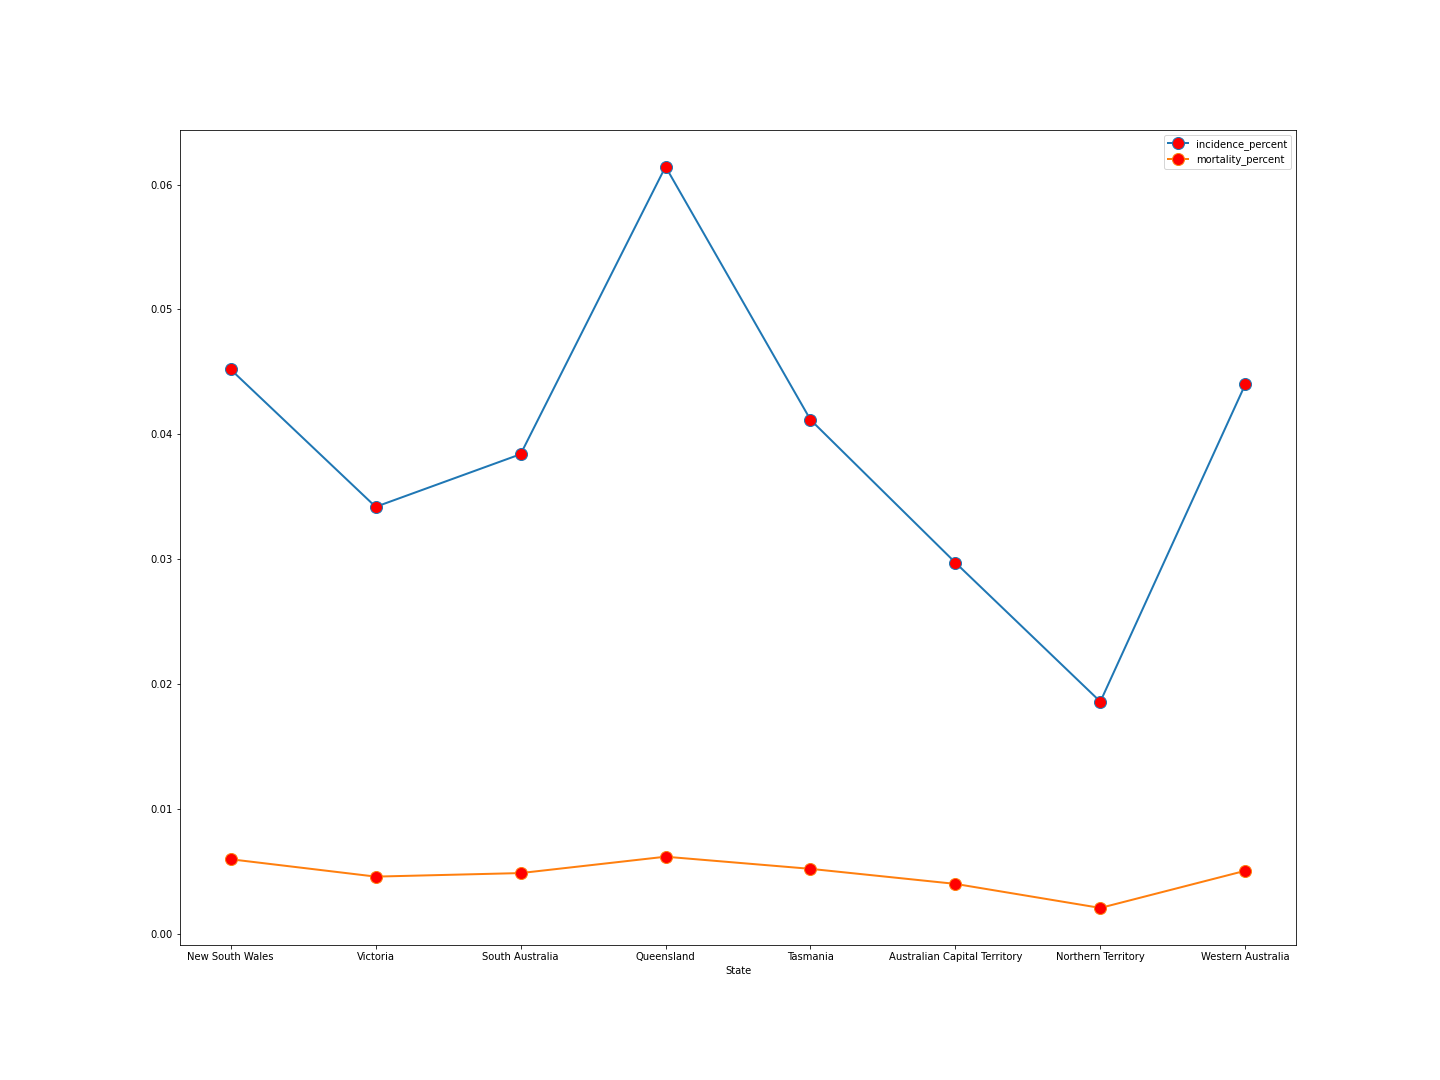 incidence_percent
mortality_percent
0.06
0.05
0.04
0.03
0.02
0.01
0.00
New South Wales Victoria South Australia Queensland Tasmania Australian Capital Territory Northern Territory Western Australia
State